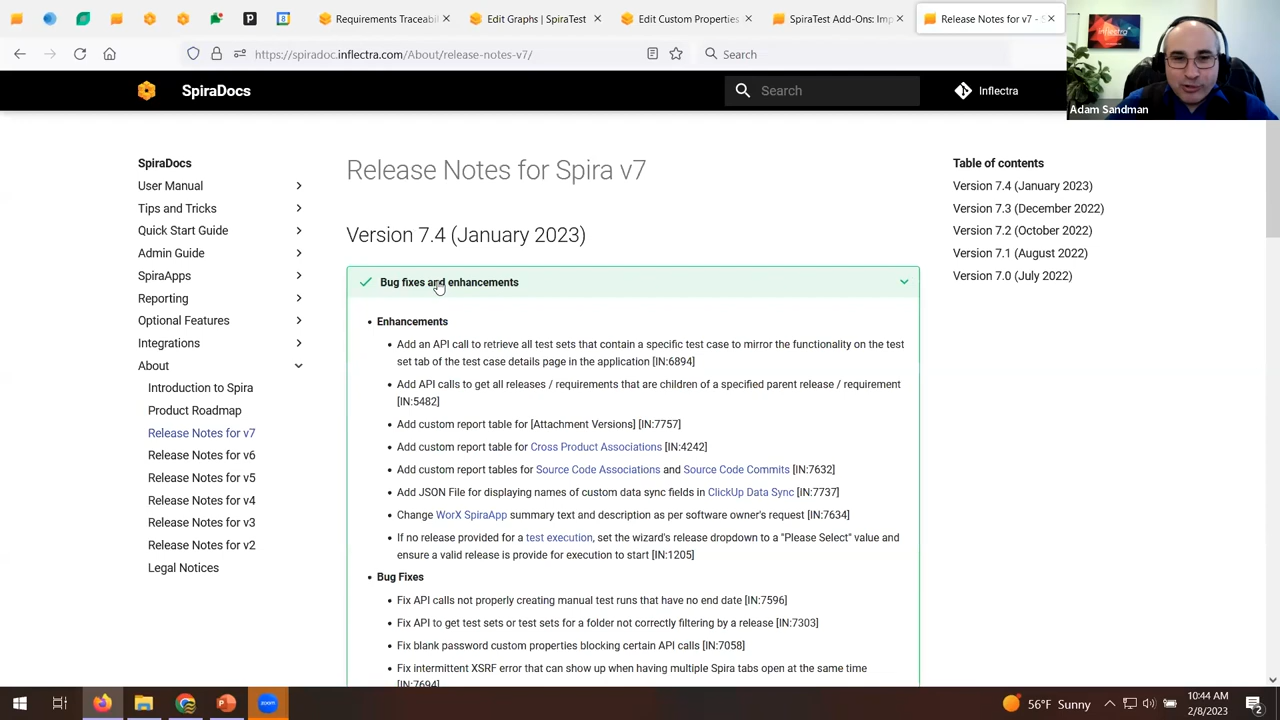 Requirements Traceabil
Edit Graphs | SpiraTest
Edit Custom Properties
SpiraTest Add-Ons: Imp
Release Notes for v7 - S
https://spiradoc.inflectra.com/About/release-notes-v7/
Search
SpiraDocs
Search
Inflectra
Adam Sandman
SpiraDocs
User Manual
Tips and Tricks
Quick Start Guide
Admin Guide
SpiraApps
Reporting
Optional Features
Integrations
About
Introduction to Spira
Product Roadmap
Release Notes for v7
Release Notes for v6
Release Notes for v5
Release Notes for v4
Release Notes for v3
Release Notes for v2
Legal Notices
Release Notes for Spira v7
Version 7.4 (January 2023)
Bug fixes and enhancements
• Enhancements
• Add an API call to retrieve all test sets that contain a specific test case to mirror the functionality on the test
set tab of the test case details page in the application [IN:6894]
• Add API calls to get all releases / requirements that are children of a specified parent release / requirement
[IN:5482]
• Add custom report table for [Attachment Versions] [IN:7757]
• Add custom report table for Cross Product Associations [IN:4242]
• Add custom report tables for Source Code Associations and Source Code Commits [IN:7632]
• Add JSON File for displaying names of custom data sync fields in ClickUp Data Sync [IN:7737]
• Change WorX SpiraApp summary text and description as per software owner's request [IN:7634]
• If no release provided for a test execution, set the wizard's release dropdown to a "Please Select" value and
ensure a valid release is provide for execution to start [IN:1205]
• Bug Fixes
• Fix API calls not properly creating manual test runs that have no end date [IN:7596]
• Fix API to get test sets or test sets for a folder not correctly filtering by a release [IN:7303]
• Fix blank password custom properties blocking certain API calls [IN:7058]
• Fix intermittent XSRF error that can show up when having multiple Spira tabs open at the same time
[IN:7694]
Table of contents
Version 7.4 (January 2023)
Version 7.3 (December 2022)
Version 7.2 (October 2022)
Version 7.1 (August 2022)
Version 7.0 (July 2022)
56°F Sunny
10:44 AM
2/8/2023
2